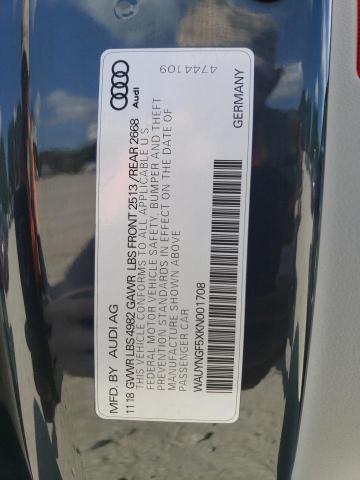 MFD. BY AUDI AG
Audi
4744109
1118 GVWR LBS 4982 GAWR LBS FRONT 2513 /REAR 2668
THIS VEHICLE CONFORMS TO ALL APPLICABLE U S
FEDERAL MOTOR VEHICLE SAFETY, BUMPER AND THEFT
PREVENTION STANDARDS IN EFFECT ON THE DATE OF
MANUFACTURE SHOWN ABOVE
PASSENGER CAR
WAUYNGF5XKN001708
GERMANY